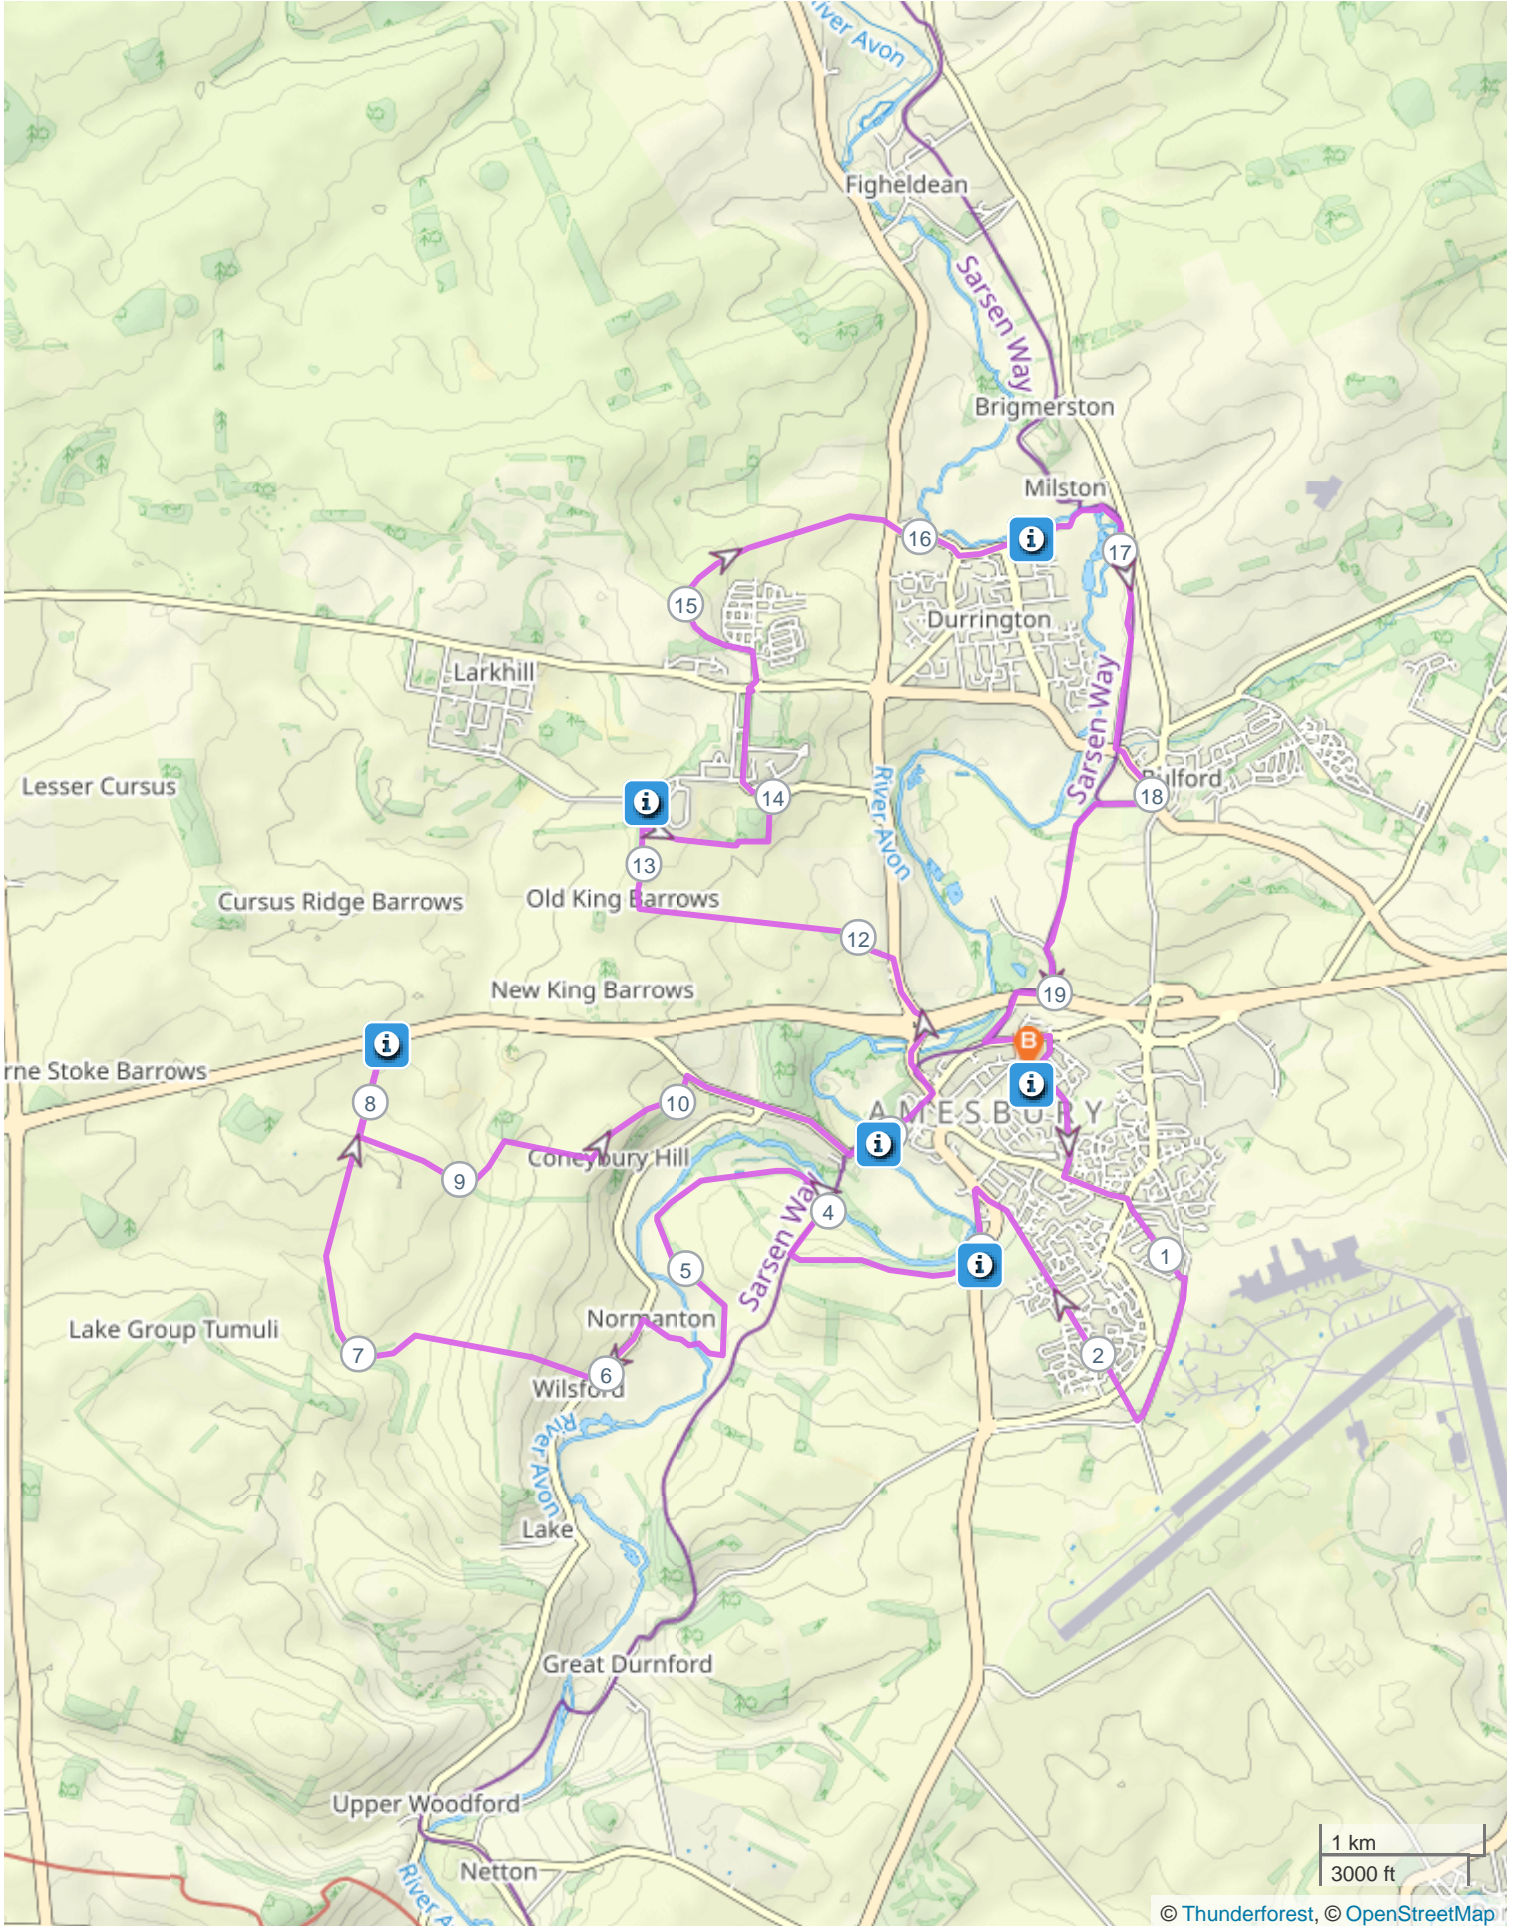 River Avon
Figheldean
Sarsen Way
Brigmerston
Milston
16
i
17
15
Durrington
Larkhill
Sarsen Way
Lesser Cursus
River Avon
i
14
18
13
Cursus Ridge Barrows
Old King Barrows
12
New King Barrows
19
i
B
rne Stoke Barrows
i
8
10
AMESBURY
i
Coneybury Hill
9
4
Sarsen Way
1
i
5
Normanton
Lake Group Tumuli
7
2
6
Wilsford
River Avon
Lake
Great Durnford
Upper Woodford
Netton
1 km
3000 ft
© Thunderforest, © OpenStreetMap